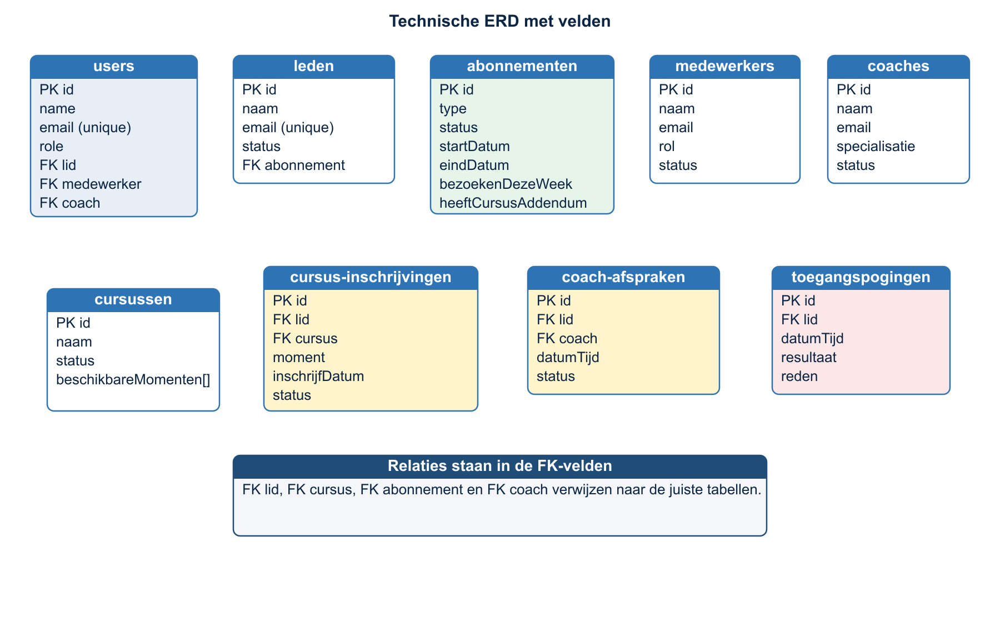 Technische ERD met velden
users
PK id
name
email (unique)
role
FK lid
FK medewerker
FK coach
leden
PK id
naam
email (unique)
status
FK abonnement
abonnementen
PK id
type
status
startDatum
eindDatum
bezoekenDezeWeek
heeftCursusAddendum
medewerkers
PK id
naam
email
rol
status
coaches
PK id
naam
email
specialisatie
status
cursussen
PK id
naam
status
beschikbareMomenten[]
cursus-inschrijvingen
PK id
FK lid
FK cursus
moment
inschrijfDatum
status
coach-afspraken
PK id
FK lid
FK coach
datumTijd
status
toegangspogingen
PK id
FK lid
datumTijd
resultaat
reden
Relaties staan in de FK-velden
FK lid, FK cursus, FK abonnement en FK coach verwijzen naar de juiste tabellen.